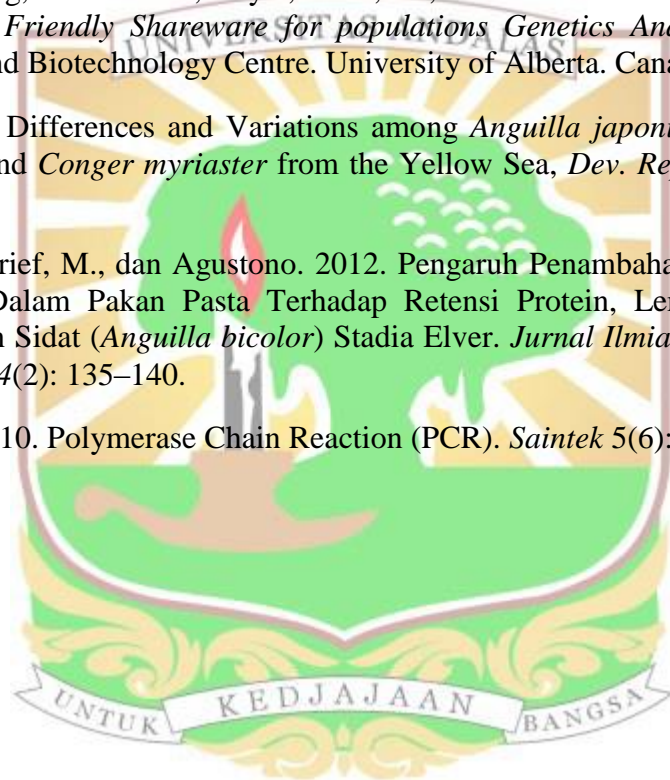 UNIVERSITAS ANDALAS
Friendly Shareware for populations Genetics
nd Biotechnology Centre. University of Alberta. Cana
Differences and Variations among Anguilla japoni
nd Conger myriaster from the Yellow Sea, Dev. Re
rief, M., dan Agustono. 2012. Pengaruh Penambaha
Dalam Pakan Pasta Terhadap Retensi Protein, Le
n Sidat (Anguilla bicolor) Stadia Elver. Jurnal Ilmia
4(2): 135–140.
10. Polymerase Chain Reaction (PCR). Saintek 5(6):
UNTUK KEDJAJAAN BANGSA